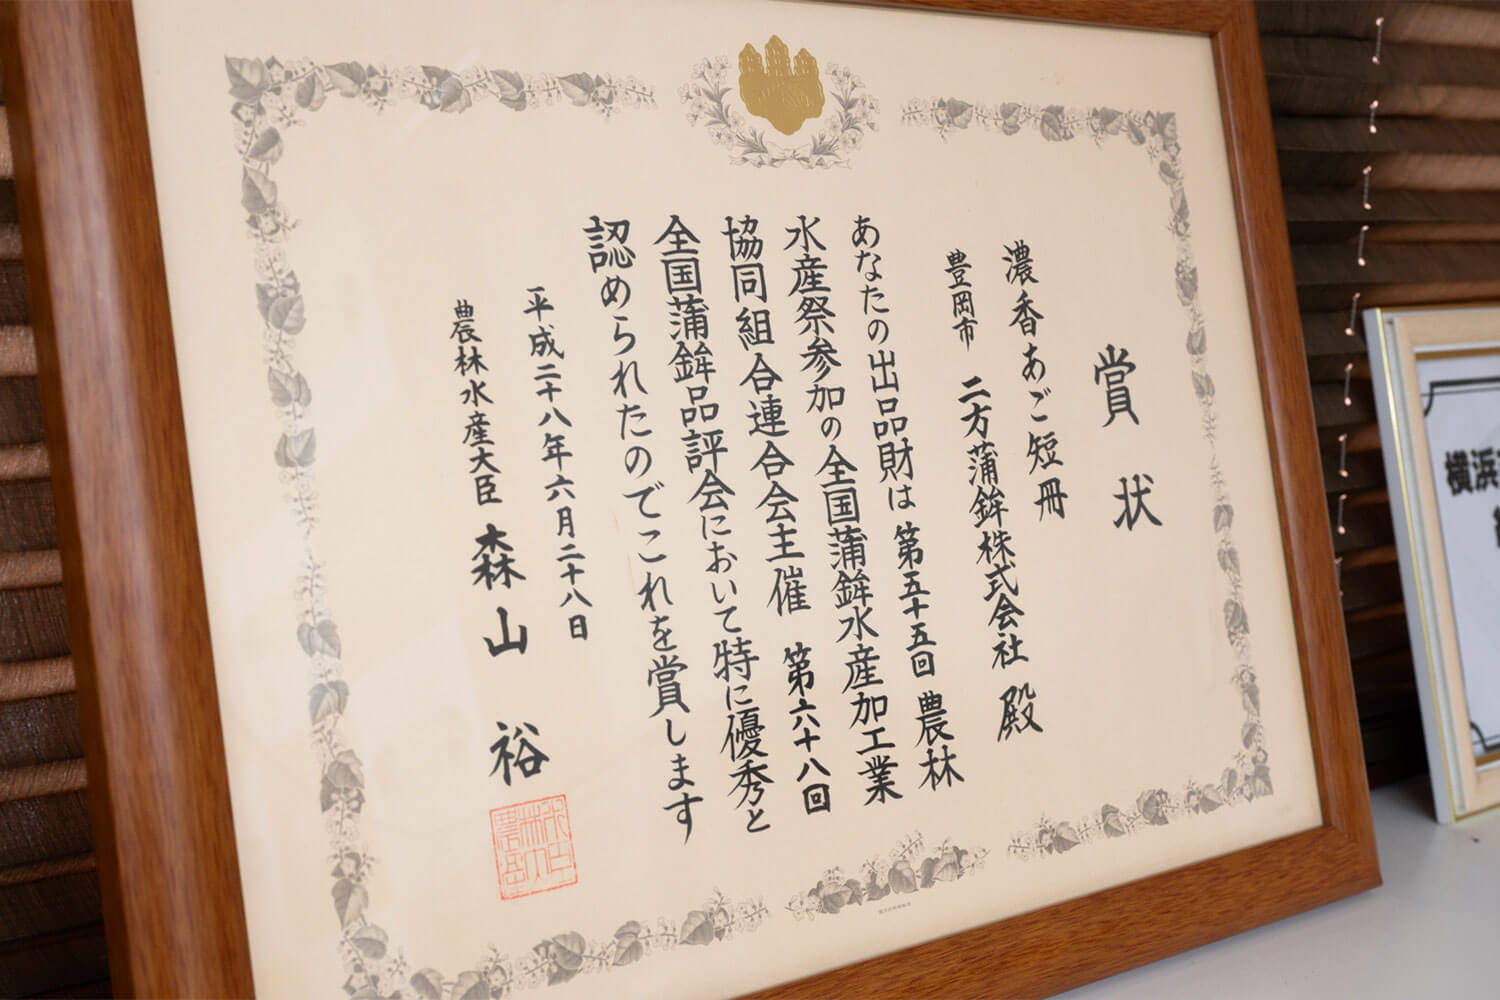 賞状
濃香あご短冊
豊岡市 二方蒲鉾株式会社 殿
あなたの出品財は第五十五回農林
水産祭参加の全国蒲鉾水産加工業
協同組合連合会主催 第六十八回
全国蒲鉾品評会において特に優秀と
認められたのでこれを賞します
平成二十八年六月二十八日
農林水産大臣 森山 裕
横浜